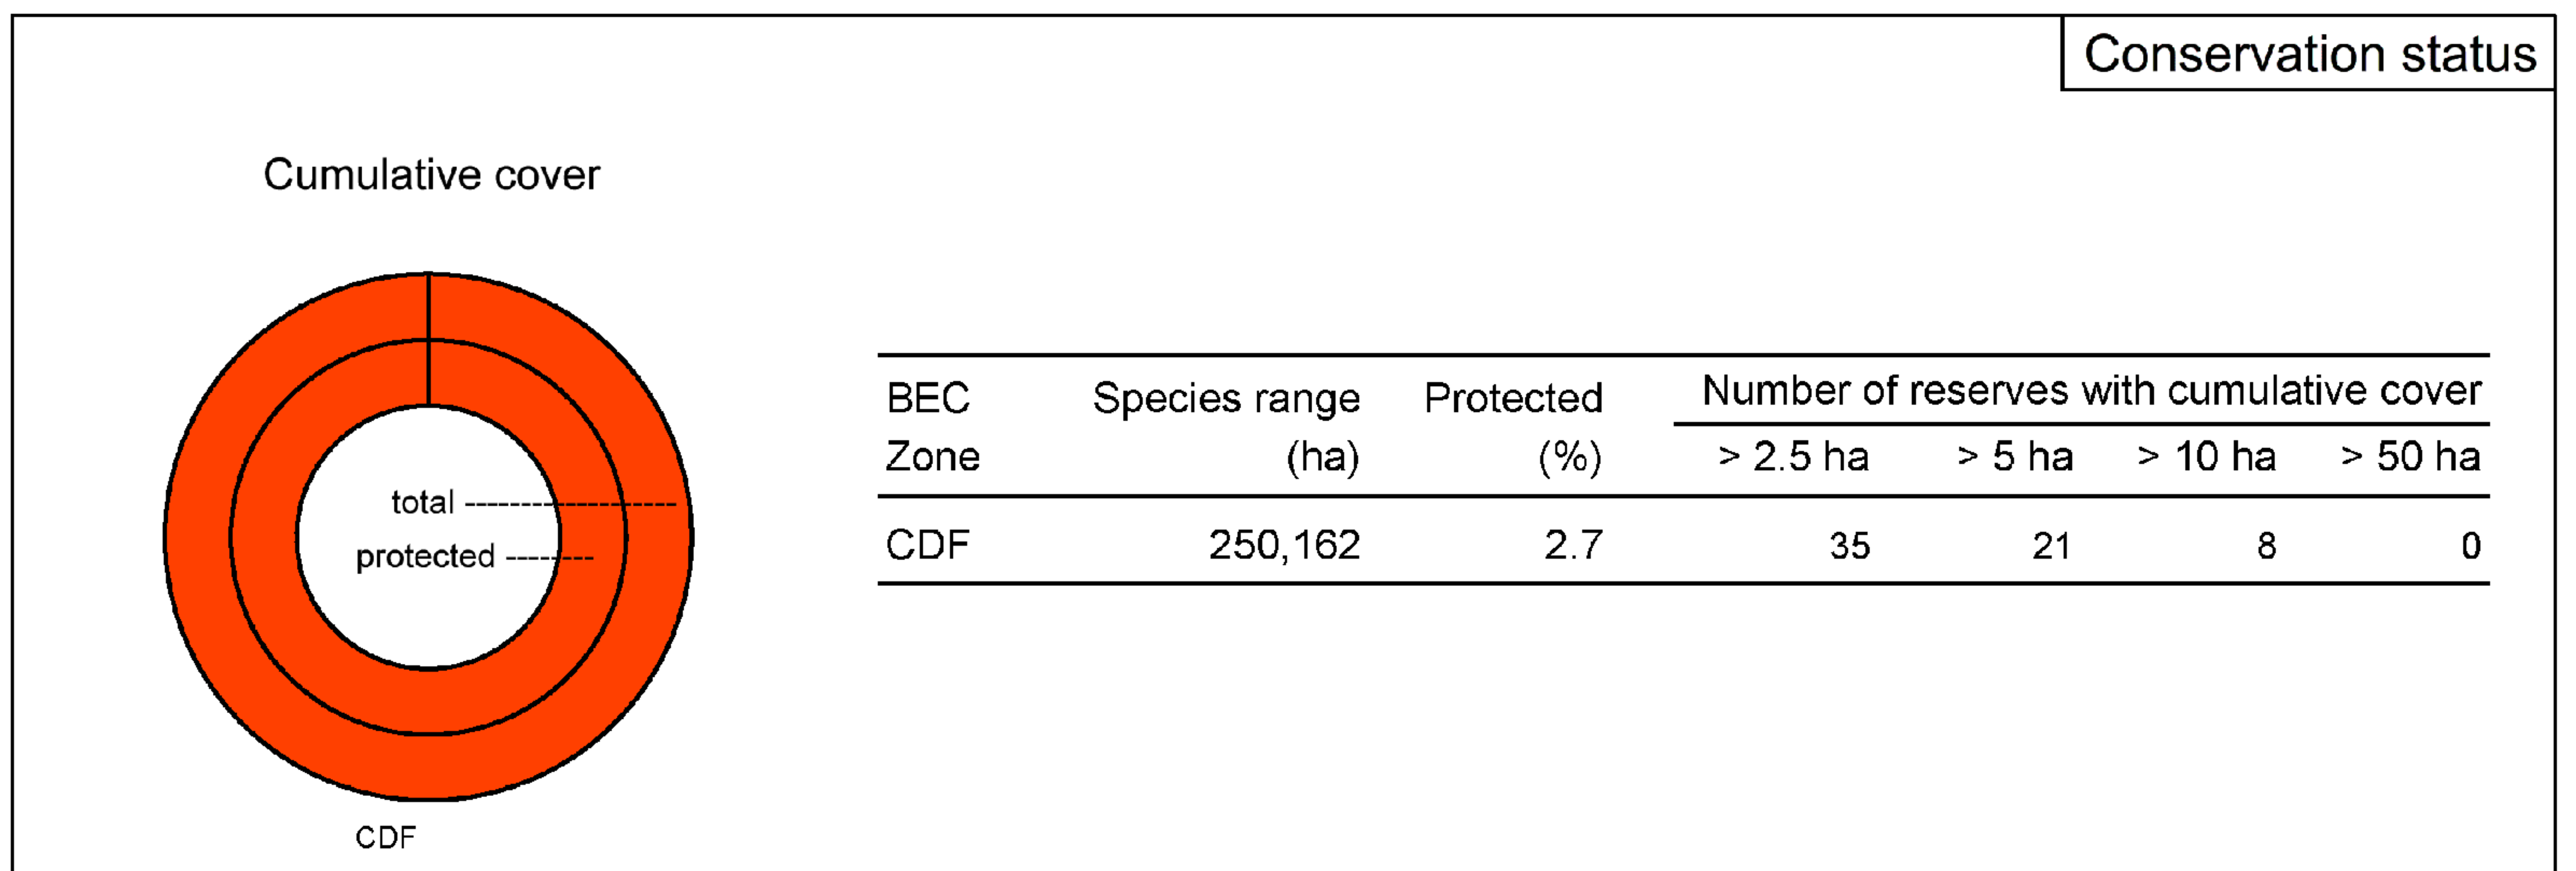 Conservation status
Cumulative cover
total
protected
CDF
BEC Species range Protected Number of reserves with cumulative cover
Zone (ha) (%) > 2.5 ha > 5 ha > 10 ha > 50 ha
CDF 250,162 2.7 35 21 8 0